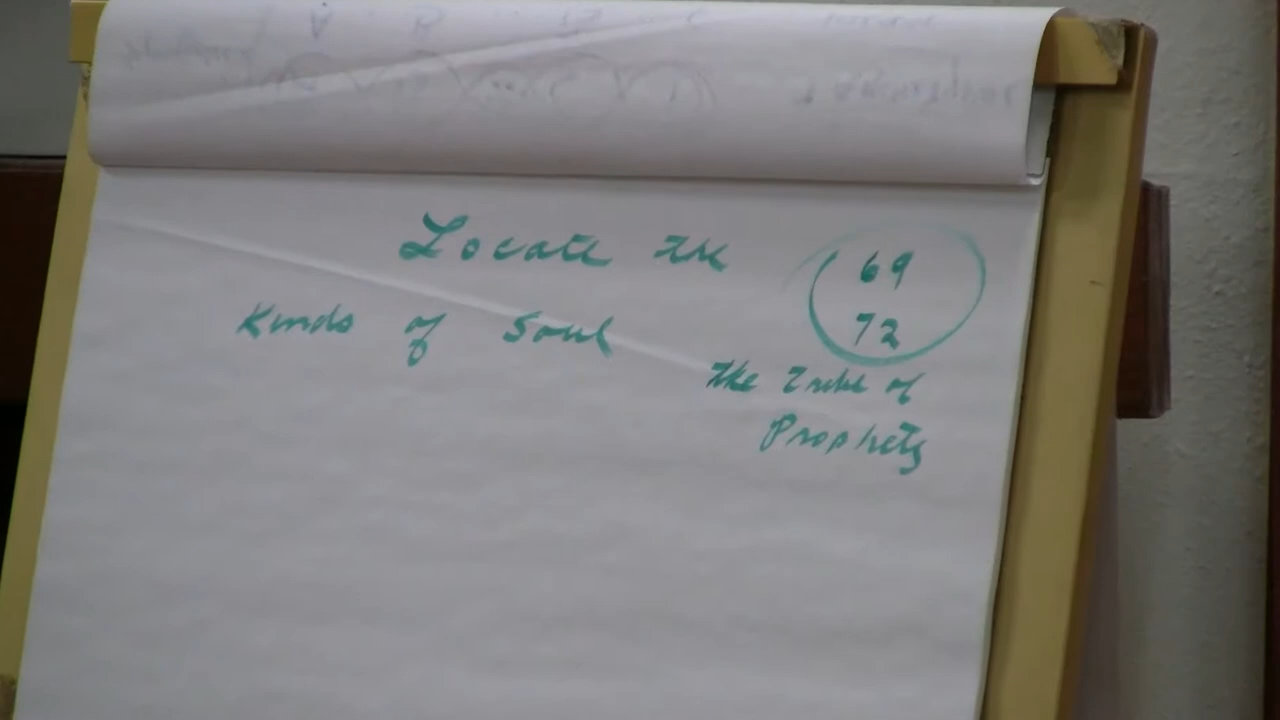 Locate the
69
72
Kinds of Soul
The Tribe of
Prophets